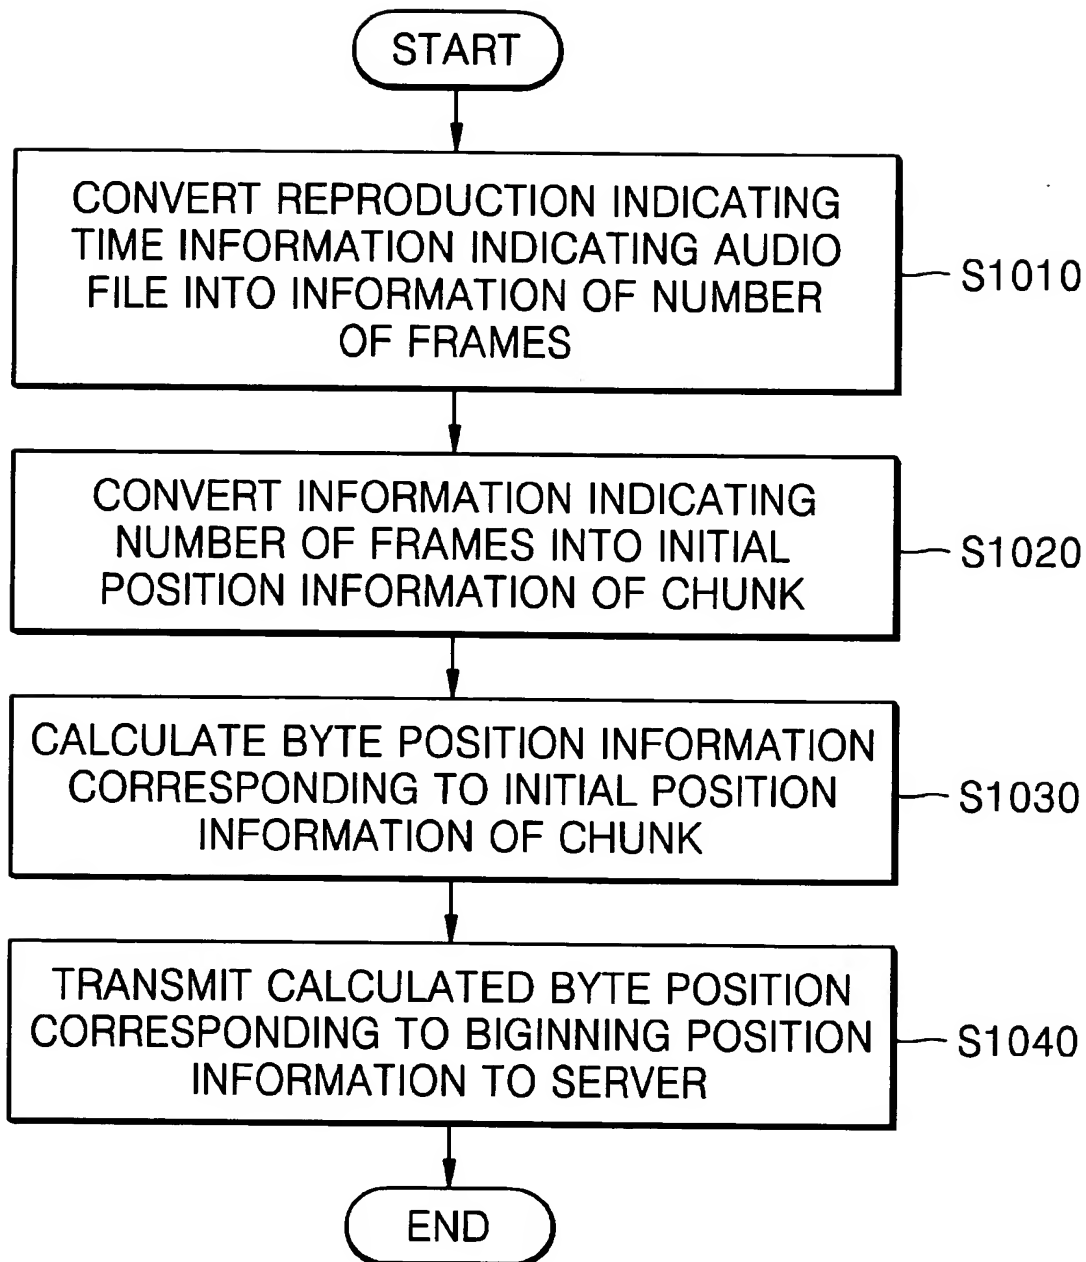 START
CONVERT REPRODUCTION INDICATING
TIME INFORMATION INDICATING AUDIO
FILE INTO INFORMATION OF NUMBER
OF FRAMES
S1010
CONVERT INFORMATION INDICATING
NUMBER OF FRAMES INTO INITIAL
POSITION INFORMATION OF CHUNK
S1020
CALCULATE BYTE POSITION INFORMATION
CORRESPONDING TO INITIAL POSITION
INFORMATION OF CHUNK
S1030
TRANSMIT CALCULATED BYTE POSITION
CORRESPONDING TO BIGINNING POSITION
INFORMATION TO SERVER
S1040
END